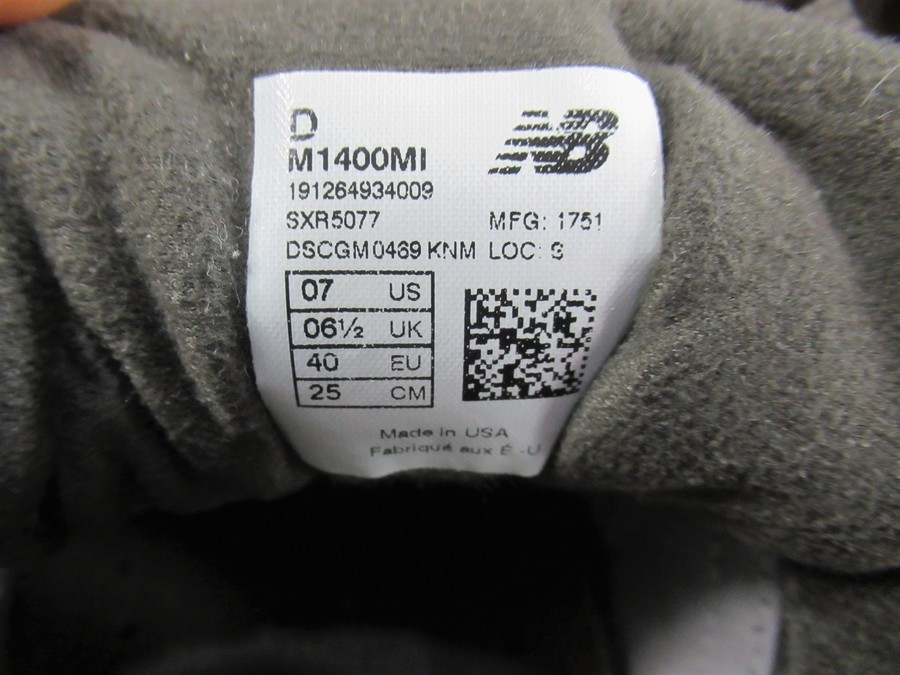 D
M1400MI
NB
191264934009
SXR5077 MFG: 1751
DSCGM0469 KNM LOC: S
07 US
06½ UK
40 EU
25 CM
Made in USA
Fabriqué aux É.-U